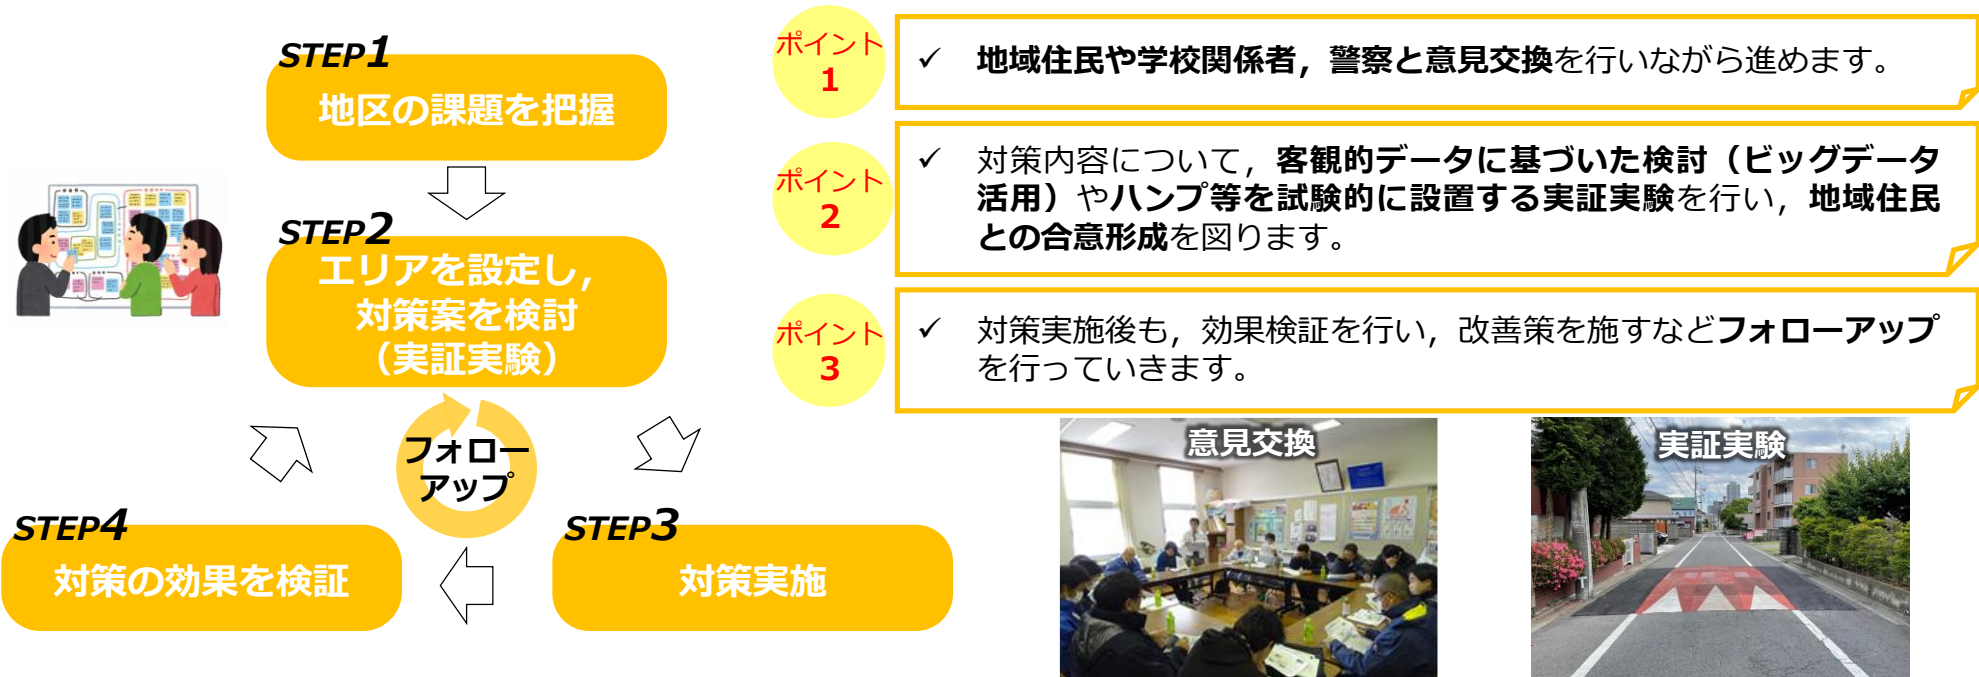 STEP1
地区の課題を把握
STEP2
エリアを設定し，
対策案を検討
（実証実験）
フォロー
アップ
STEP3
対策実施
STEP4
対策の効果を検証
ポイント
1
✓ 地域住民や学校関係者，警察と意見交換を行いながら進めます。
ポイント
2
✓ 対策内容について，客観的データに基づいた検討（ビッグデータ
活用）やハンプ等を試験的に設置する実証実験を行い，地域住民
との合意形成を図ります。
ポイント
3
✓ 対策実施後も，効果検証を行い，改善策を施すなどフォローアップ
を行っていきます。
意見交換
実証実験